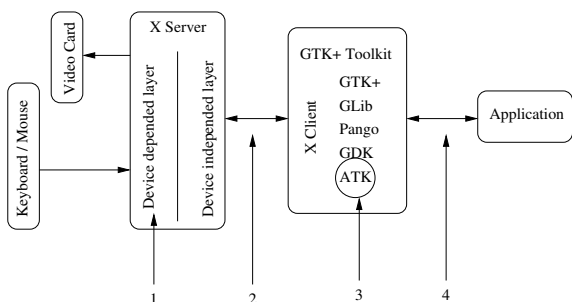 Video Card
Keyboard / Mouse
X Server
Device depended layer
Device independed layer
GTK+ Toolkit
X Client
GTK+
GLib
Pango
GDK
ATK
Application
1
2
3
4